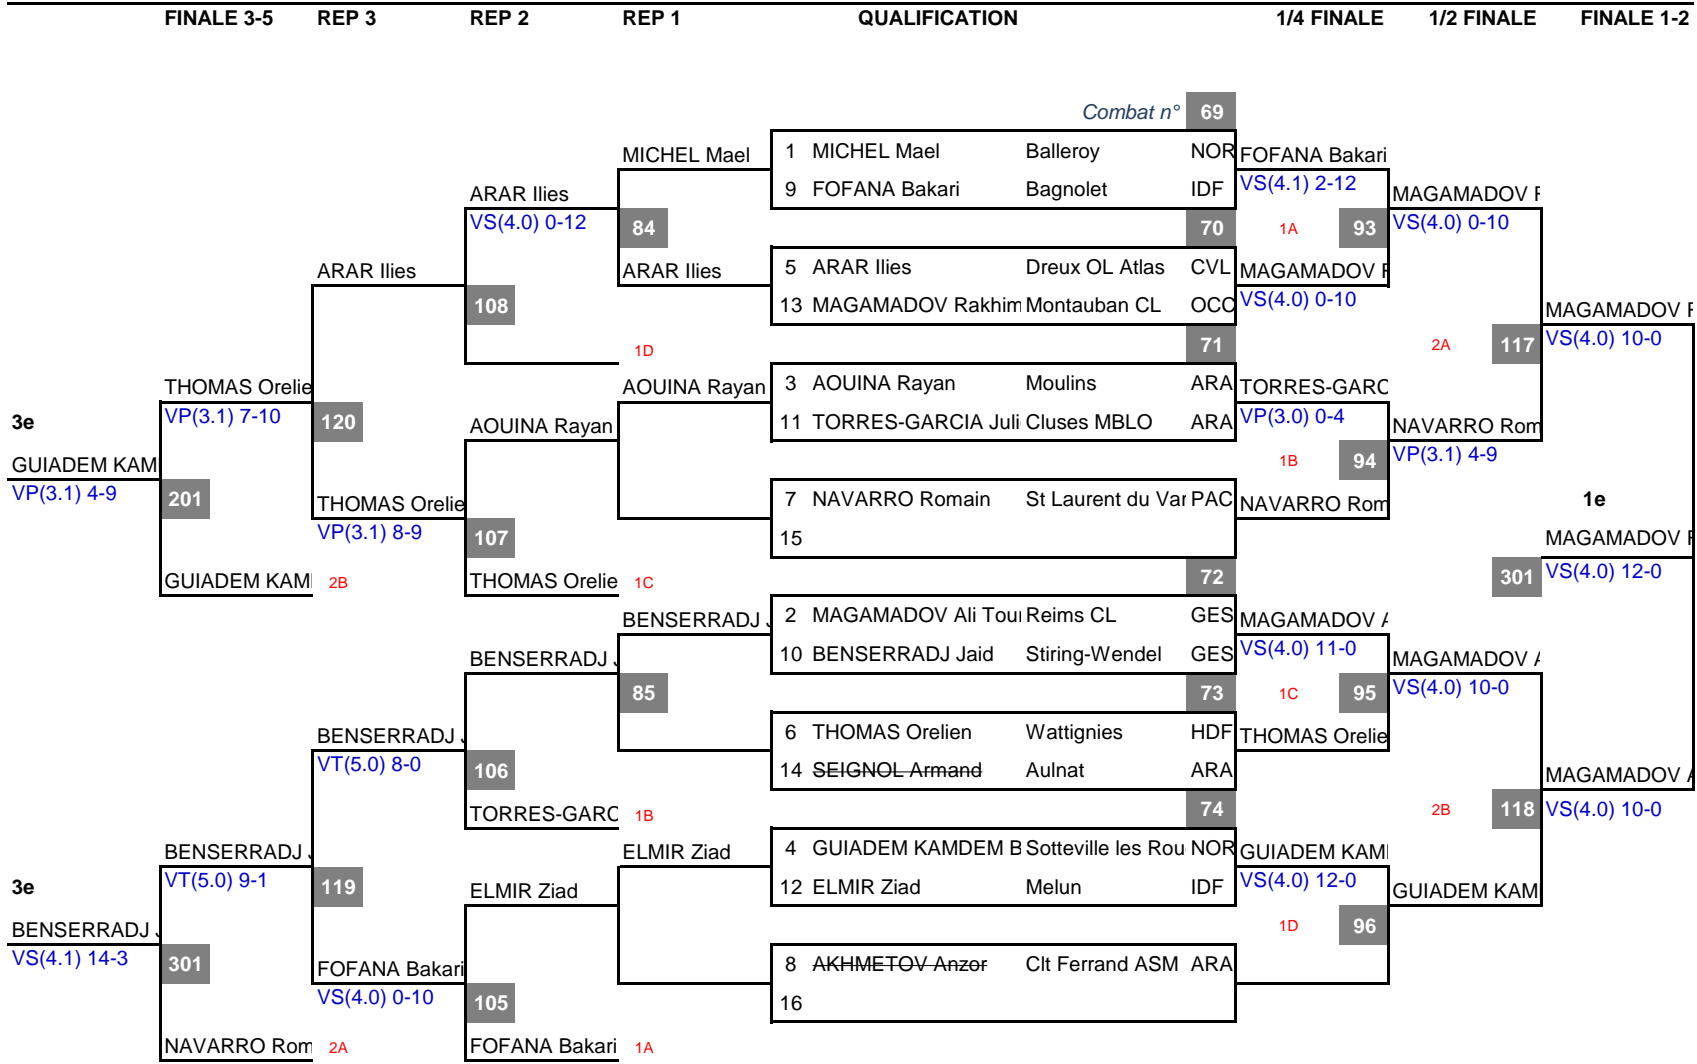 FINALE 3-5 REP 3 REP 2 REP 1 QUALIFICATION 1/4 FINALE 1/2 FINALE FINALE 1-2
Combat n° 69
MICHEL Mael 1 MICHEL Mael Balleroy NOR FOFANA Bakari
ARAR Ilies 9 FOFANA Bakari Bagnolet IDF VS(4.1) 2-12 MAGAMADOV
VS(4.0) 0-12 84 70 1A 93 VS(4.0) 0-10
ARAR Ilies ARAR Ilies 5 ARAR Ilies Dreux OL Atlas CVL MAGAMADOV
108 13 MAGAMADOV Rakhim Montauban CL OCC VS(4.0) 0-10 MAGAMADOV
1D 71 2A 117 VS(4.0) 10-0
THOMAS Orelie AOUINA Rayan 3 AOUINA Rayan Moulins ARA TORRES-GARC
3e VP(3.1) 7-10 120 AOUINA Rayan 11 TORRES-GARCIA Juli Cluses MBLO ARA VP(3.0) 0-4 NAVARRO Rom
GUIADEM KAM 1B 94 VP(3.1) 4-9
VP(3.1) 4-9 201 THOMAS Orelie 7 NAVARRO Romain St Laurent du Var PAC NAVARRO Rom 1e
VP(3.1) 8-9 107 15 MAGAMADOV
GUIADEM KAM 2B THOMAS Orelie 1C 72 301 VS(4.0) 12-0
BENSERRADJ 2 MAGAMADOV Ali Tou Reims CL GES MAGAMADOV
BENSERRADJ 10 BENSERRADJ Jaid Stiring-Wendel GES VS(4.0) 11-0 MAGAMADOV
85 73 1C 95 VS(4.0) 10-0
BENSERRADJ 6 THOMAS Orelien Wattignies HDF THOMAS Orelie
VT(5.0) 8-0 106 14 SEIGNOL Armand Aulnat ARA MAGAMADOV
TORRES-GARC 1B 74 2B 118 VS(4.0) 10-0
BENSERRADJ ELMIR Ziad 4 GUIADEM KAMDEM B Sotteville les Rou NOR GUIADEM KAM
3e VT(5.0) 9-1 119 ELMIR Ziad 12 ELMIR Ziad Melun IDF VS(4.0) 12-0 GUIADEM KAM
BENSERRADJ 1D 96
VS(4.1) 14-3 301 FOFANA Bakari 8 AKHMETOV Anzor Clt Ferrand ASM ARA
VS(4.0) 0-10 105 16
NAVARRO Rom 2A FOFANA Bakari 1A